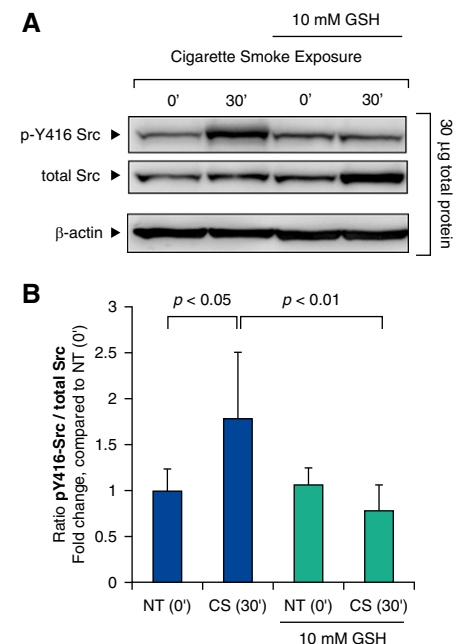 A
10 mM GSH
Cigarette Smoke Exposure
0' 30' 0' 30'
p-Y416 Src
total Src
β-actin
30 µg total protein
B
p < 0.05 p < 0.01
3
2.5
2
1.5
1
0.5
0
Ratio pY416-Src / total Src
Fold change, compared to NT (0')
NT (0') CS (30') NT (0') CS (30')
10 mM GSH